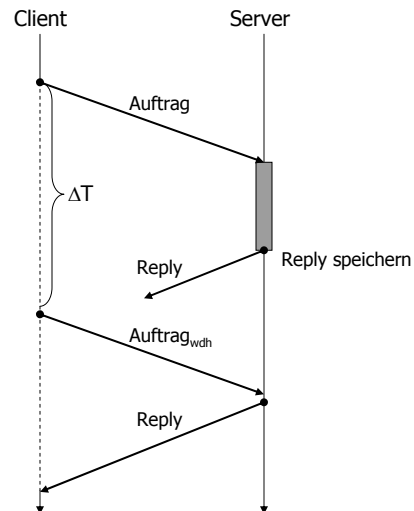 Client
Server
Auftrag
ΔT
Reply
Reply speichern
Auftragwdh
Reply